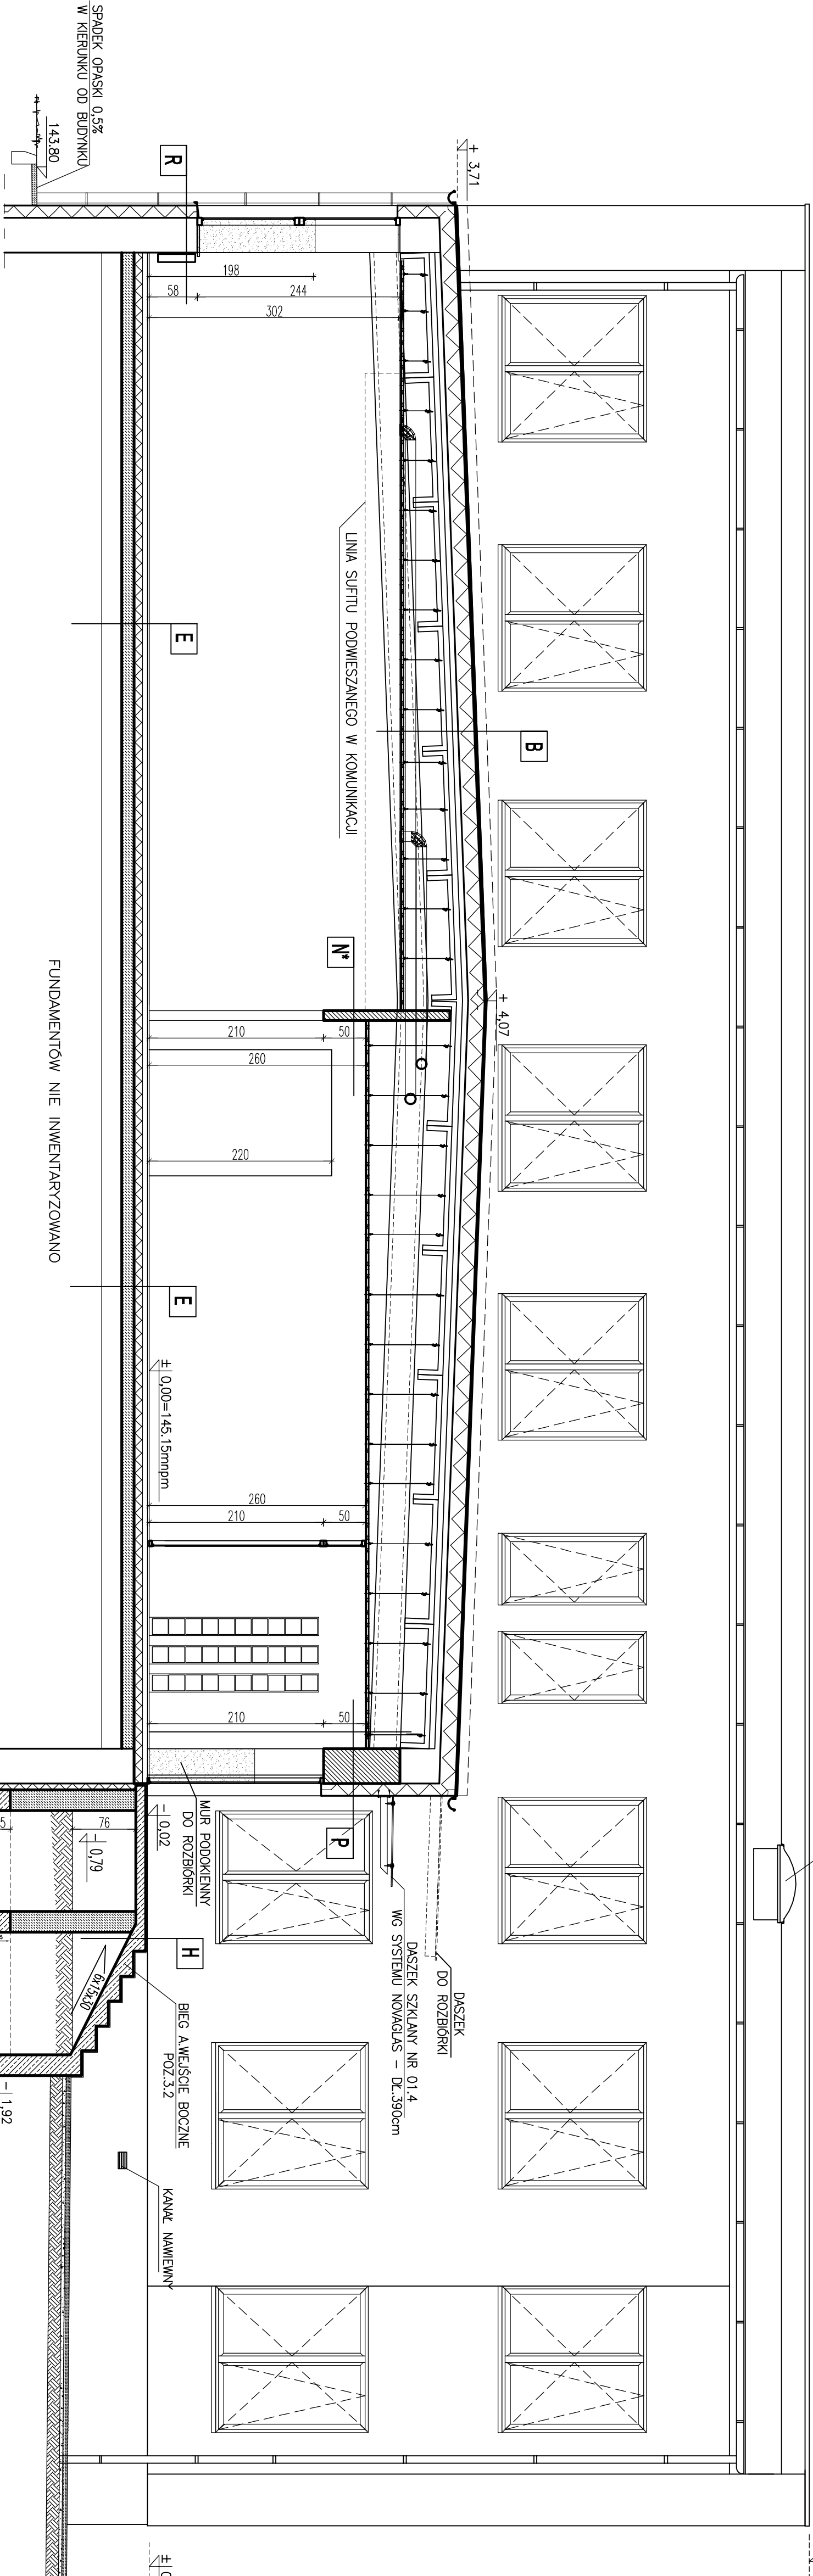 SPADEK OPASKI 0,5%
W KIERUNKU OD BUDYNKU
143.80
R
+ 3,71
198
58
244
302
E
B
LINIA SUFITU PODWIESZANEGO W KOMUNIKACJI
N*
+ 4,07
FUNDAMENTÓW NIE INWENTARYZOWANO
210
50
260
220
E
± 0,00=145.15mnpm
260
210
50
210
50
P
MUR PODOKIENNY
DO ROZBIÓRKI
- 0,02
76
- 0,79
5
H
6x15x30
BIEG A.WEJŚCIE BOCZNE
POZ.3.2
- 1,92
DASZEK
DO ROZBIÓRKI
DASZEK SZKLANY NR 01.4
WG SYSTEMU NOVAGLAS - DŁ.390cm
KANAŁ NAWIEWNY
± 0